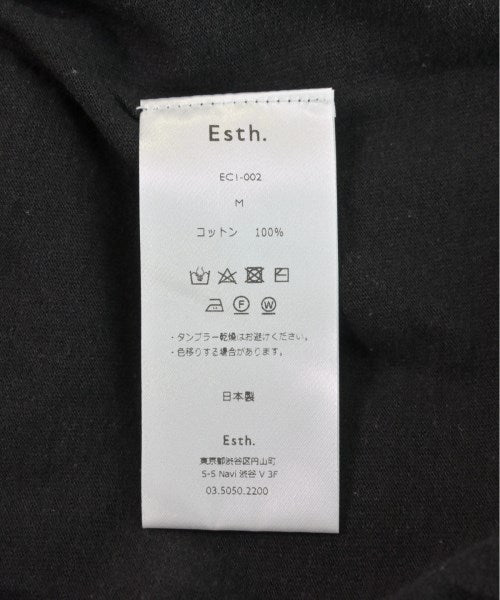 Esth.
EC1-002
M
コットン 100%
F W
・タンブラー乾燥はお避けください。
・色移りする場合があります。
日本製
Esth.
東京都渋谷区円山町
5-5 Navi 渋谷 V 3F
03.5050.2200